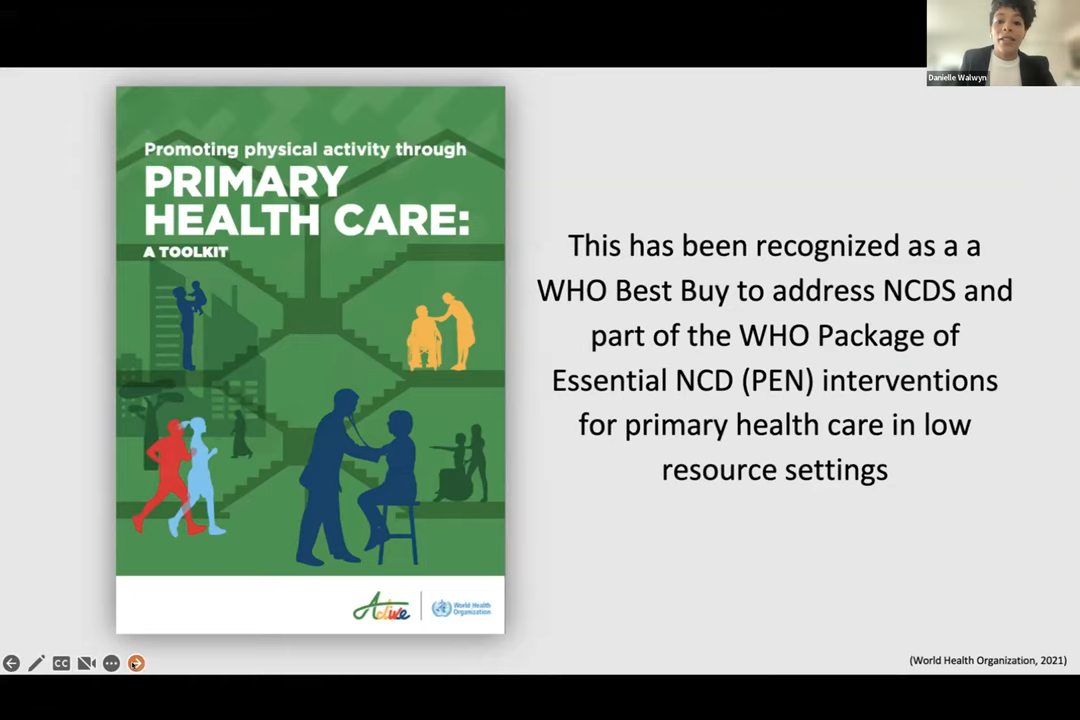 Danielle Walwyn
Promoting physical activity through
PRIMARY
HEALTH CARE:
A TOOLKIT
This has been recognized as a a
WHO Best Buy to address NCDS and
part of the WHO Package of
Essential NCD (PEN) interventions
for primary health care in low
resource settings
Active
World Health
Organization
CC
(World Health Organization, 2021)